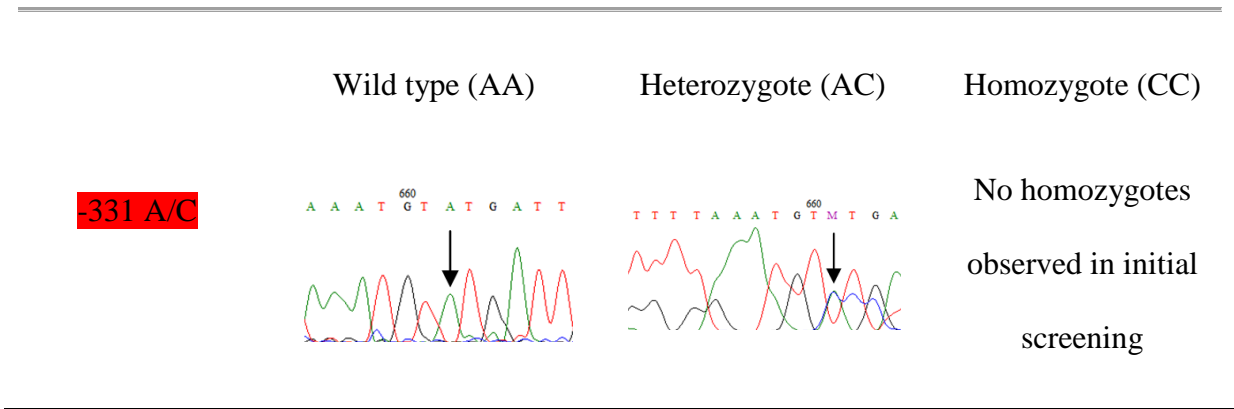 Wild type (AA) Heterozygote (AC) Homozygote (CC)
-331 A/C
660
A A A T G T A T G A T T
660
T T T T A A A T G T M T G A
No homozygotes
observed in initial
screening